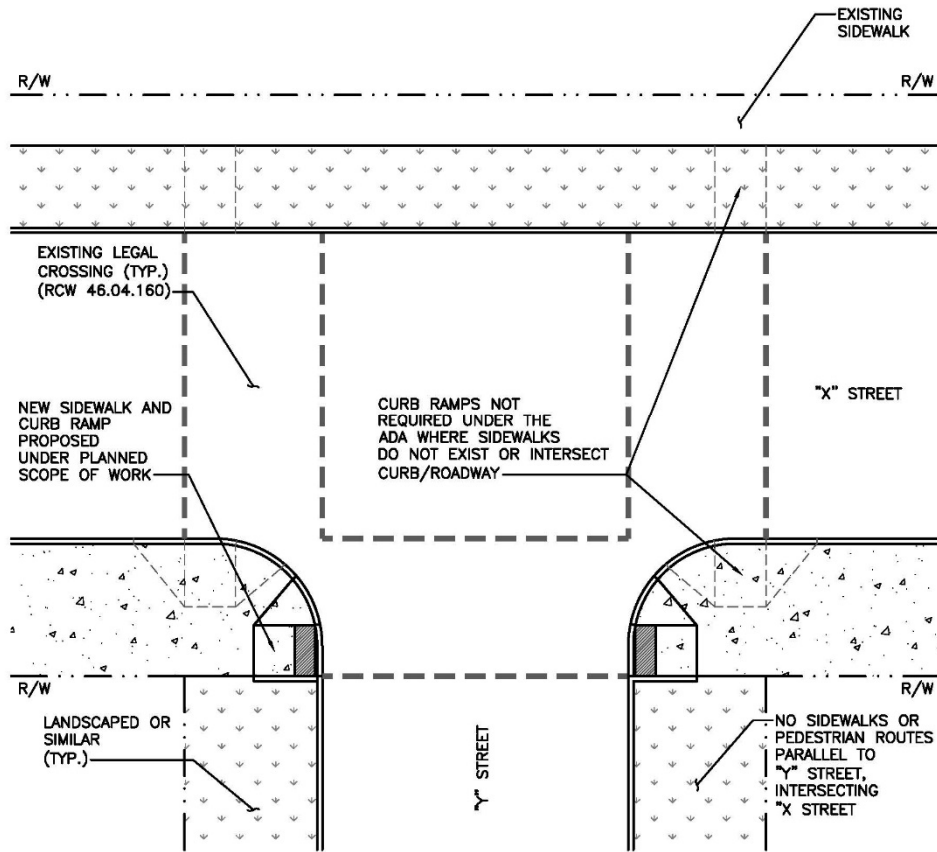 EXISTING
SIDEWALK
R/W
R/W
EXISTING LEGAL
CROSSING (TYP.)
(RCW 46.04.160)
NEW SIDEWALK AND
CURB RAMP
PROPOSED
UNDER PLANNED
SCOPE OF WORK
CURB RAMPS NOT
REQUIRED UNDER THE
ADA WHERE SIDEWALKS
DO NOT EXIST OR INTERSECT
CURB/ROADWAY
"X" STREET
R/W
R/W
LANDSCAPED OR
SIMILAR
(TYP.)
"Y" STREET
NO SIDEWALKS OR
PEDESTRIAN ROUTES
PARALLEL TO
"Y" STREET,
INTERSECTING
"X STREET